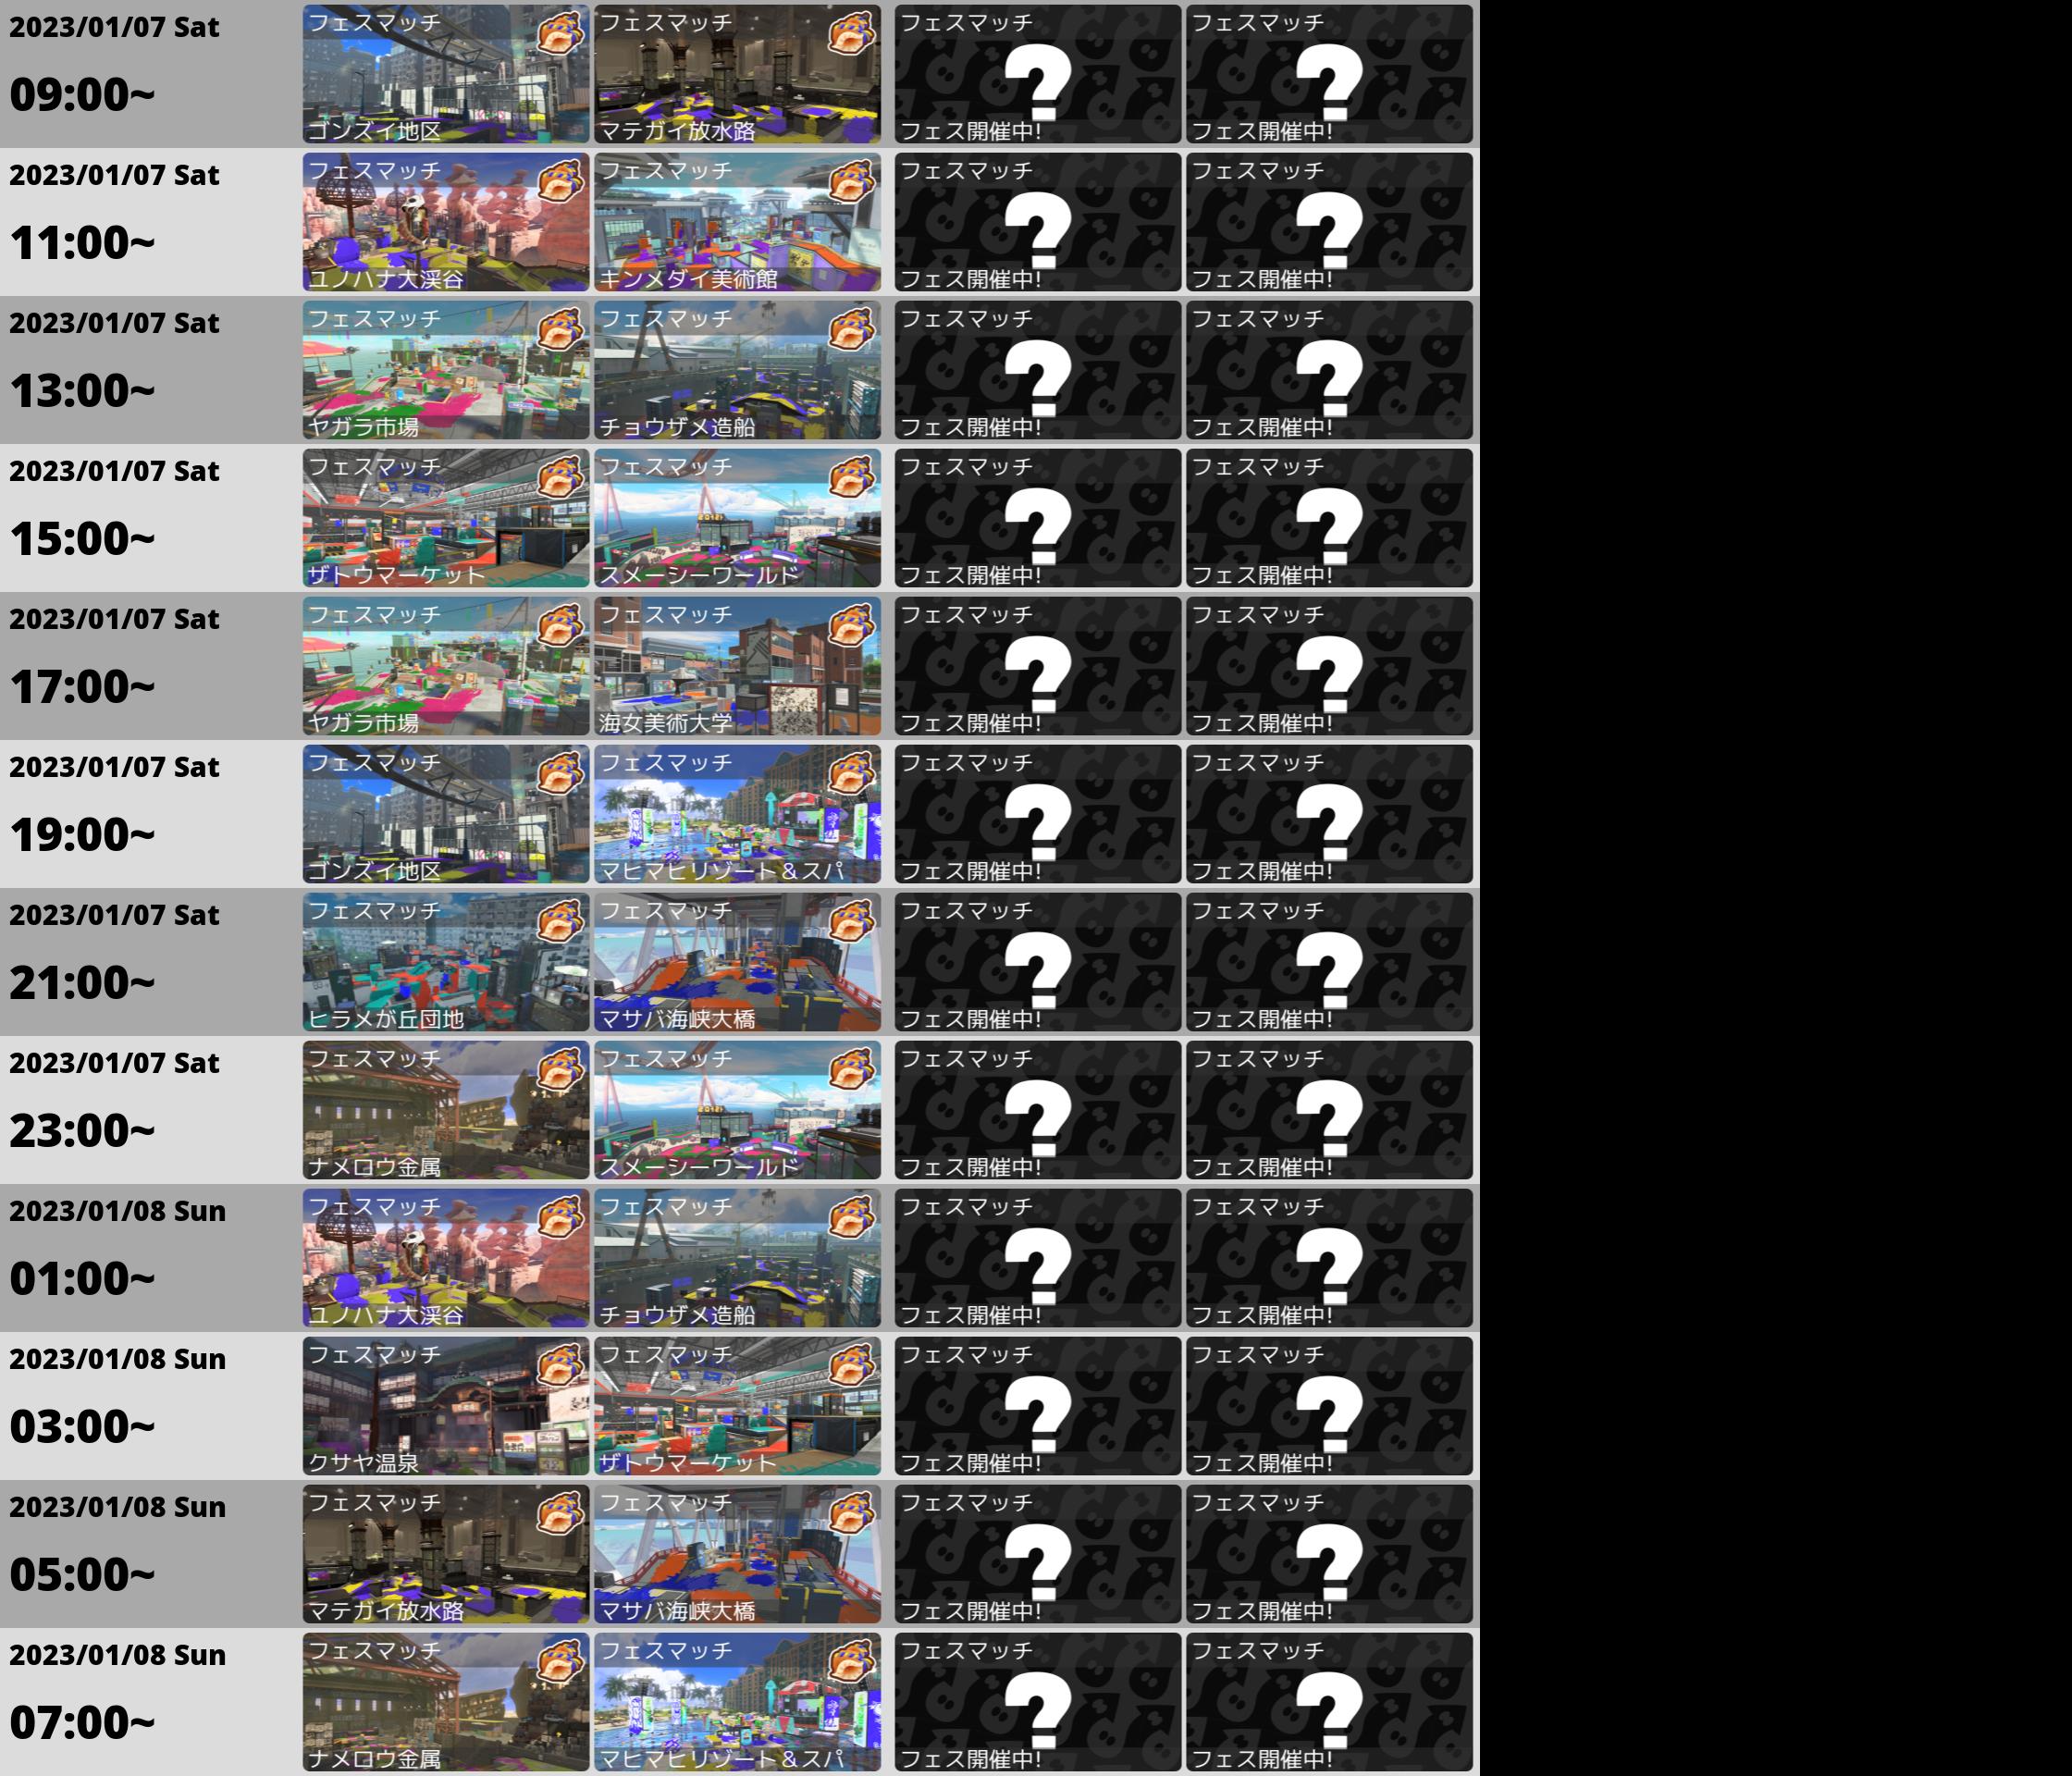 2023/01/07 Sat
09:00~
フェスマッチ
ゴンズイ地区
フェスマッチ
マテガイ放水路
フェスマッチ
フェス開催中!
フェスマッチ
フェス開催中!
2023/01/07 Sat
11:00~
フェスマッチ
ユノハナ大渓谷
フェスマッチ
キンメダイ美術館
フェスマッチ
フェス開催中!
フェスマッチ
フェス開催中!
2023/01/07 Sat
13:00~
フェスマッチ
ヤガラ市場
フェスマッチ
チョウザメ造船
フェスマッチ
フェス開催中!
フェスマッチ
フェス開催中!
2023/01/07 Sat
15:00~
フェスマッチ
ザトウマーケット
フェスマッチ
スメーシーワールド
フェスマッチ
フェス開催中!
フェスマッチ
フェス開催中!
2023/01/07 Sat
17:00~
フェスマッチ
ヤガラ市場
フェスマッチ
海女美術大学
フェスマッチ
フェス開催中!
フェスマッチ
フェス開催中!
2023/01/07 Sat
19:00~
フェスマッチ
ゴンズイ地区
フェスマッチ
マヒマヒリゾート＆スパ
フェスマッチ
フェス開催中!
フェスマッチ
フェス開催中!
2023/01/07 Sat
21:00~
フェスマッチ
ヒラメが丘団地
フェスマッチ
マサバ海峡大橋
フェスマッチ
フェス開催中!
フェスマッチ
フェス開催中!
2023/01/07 Sat
23:00~
フェスマッチ
ナメロウ金属
フェスマッチ
スメーシーワールド
フェスマッチ
フェス開催中!
フェスマッチ
フェス開催中!
2023/01/08 Sun
01:00~
フェスマッチ
ユノハナ大渓谷
フェスマッチ
チョウザメ造船
フェスマッチ
フェス開催中!
フェスマッチ
フェス開催中!
2023/01/08 Sun
03:00~
フェスマッチ
クサヤ温泉
フェスマッチ
ザトウマーケット
フェスマッチ
フェス開催中!
フェスマッチ
フェス開催中!
2023/01/08 Sun
05:00~
フェスマッチ
マテガイ放水路
フェスマッチ
マサバ海峡大橋
フェスマッチ
フェス開催中!
フェスマッチ
フェス開催中!
2023/01/08 Sun
07:00~
フェスマッチ
ナメロウ金属
フェスマッチ
マヒマヒリゾート＆スパ
フェスマッチ
フェス開催中!
フェスマッチ
フェス開催中!